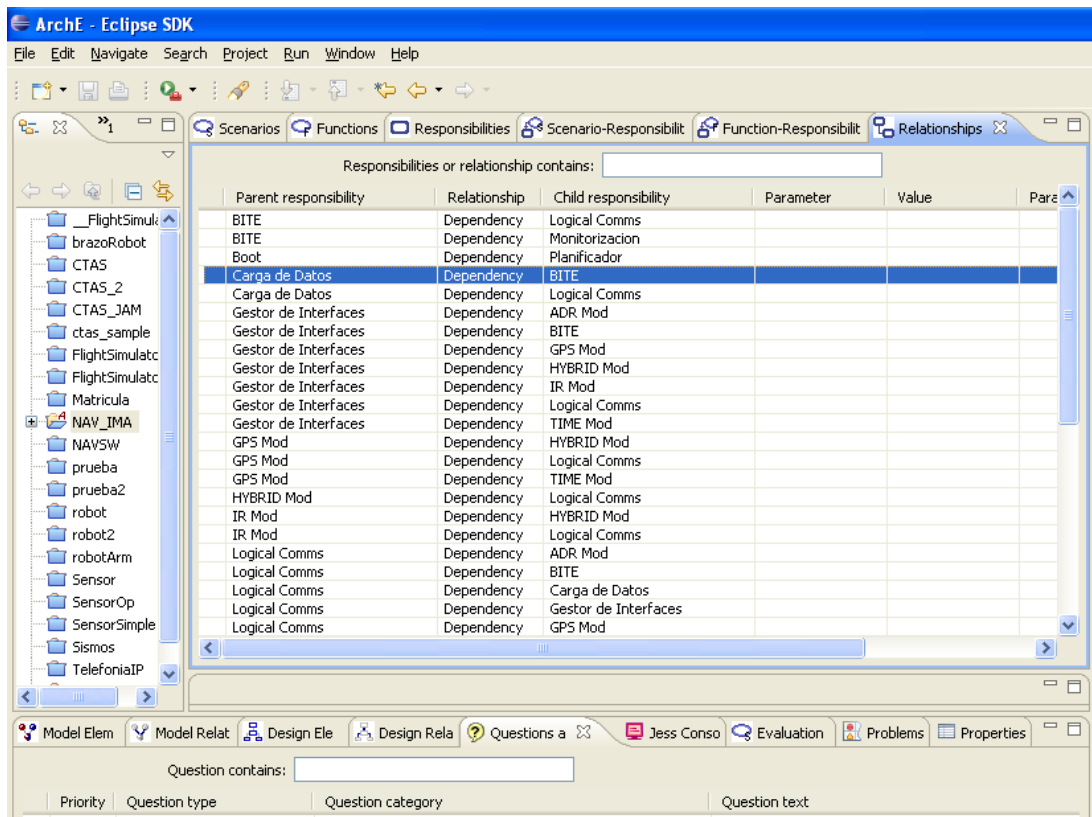 ArchE - Eclipse SDK
File Edit Navigate Search Project Run Window Help
»1
Scenarios Functions Responsibilities Scenario-Responsibilit Function-Responsibilit Relationships
Responsibilities or relationship contains:
Parent responsibility Relationship Child responsibility Parameter Value Para
BITE Dependency Logical Comms
BITE Dependency Monitorizacion
Boot Dependency Planificador
Carga de Datos Dependency BITE
Carga de Datos Dependency Logical Comms
Gestor de Interfaces Dependency ADR Mod
Gestor de Interfaces Dependency BITE
Gestor de Interfaces Dependency GPS Mod
Gestor de Interfaces Dependency HYBRID Mod
Gestor de Interfaces Dependency IR Mod
Gestor de Interfaces Dependency Logical Comms
Gestor de Interfaces Dependency TIME Mod
GPS Mod Dependency HYBRID Mod
GPS Mod Dependency Logical Comms
GPS Mod Dependency TIME Mod
HYBRID Mod Dependency Logical Comms
IR Mod Dependency HYBRID Mod
IR Mod Dependency Logical Comms
Logical Comms Dependency ADR Mod
Logical Comms Dependency BITE
Logical Comms Dependency Carga de Datos
Logical Comms Dependency Gestor de Interfaces
Logical Comms Dependency GPS Mod
__FlightSimula
brazoRobot
CTAS
CTAS_2
CTAS_JAM
ctas_sample
FlightSimulatc
FlightSimulatc
Matricula
NAV_IMA
NAVSW
prueba
prueba2
robot
robot2
robotArm
Sensor
SensorOp
SensorSimple
Sismos
TelefoniaIP
Model Elem Model Relat Design Ele Design Rela Questions a Jess Conso Evaluation Problems Properties
Question contains:
Priority Question type Question category Question text